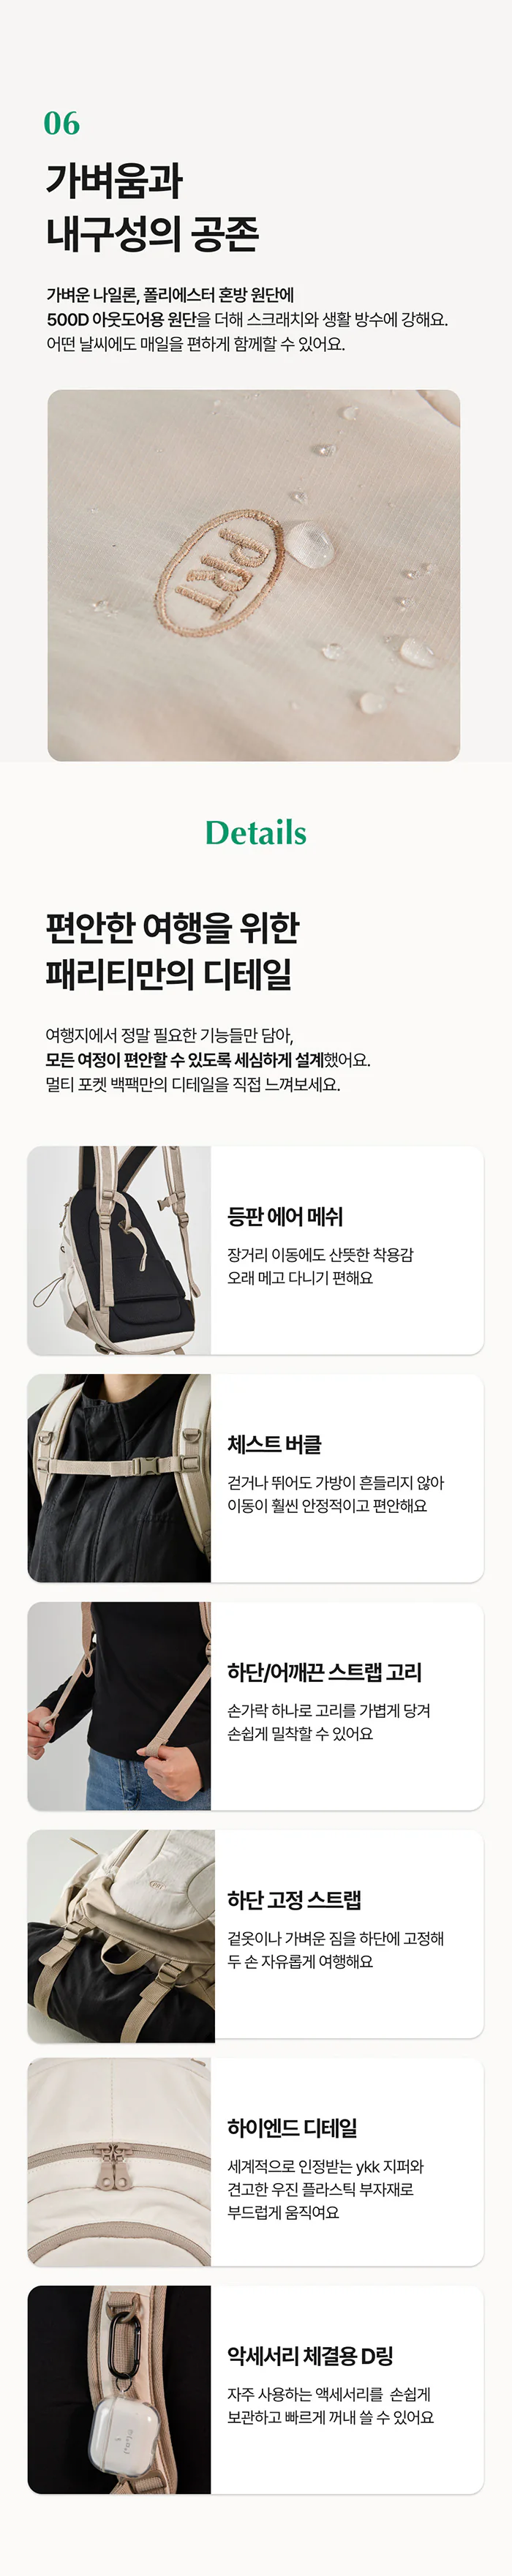 06
가벼움과
내구성의 공존
가벼운 나일론, 폴리에스터 혼방 원단에
500D 아웃도어용 원단을 더해 스크래치와 생활 방수에 강해요.
어떤 날씨에도 매일을 편하게 함께할 수 있어요.
PRT
Details
편안한 여행을 위한
패리티만의 디테일
여행지에서 정말 필요한 기능들만 담아,
모든 여정이 편안할 수 있도록 세심하게 설계했어요.
멀티 포켓 백팩만의 디테일을 직접 느껴보세요.
등판 에어 메쉬
장거리 이동에도 산뜻한 착용감
오래 메고 다니기 편해요
체스트 버클
걷거나 뛰어도 가방이 흔들리지 않아
이동이 훨씬 안정적이고 편안해요
하단/어깨끈 스트랩 고리
손가락 하나로 고리를 가볍게 당겨
손쉽게 밀착할 수 있어요
하단 고정 스트랩
겉옷이나 가벼운 짐을 하단에 고정해
두 손 자유롭게 여행해요
하이엔드 디테일
세계적으로 인정받는 ykk 지퍼와
견고한 우진 플라스틱 부자재로
부드럽게 움직여요
악세서리 체결용 D링
자주 사용하는 액세서리를 손쉽게
보관하고 빠르게 꺼내 쓸 수 있어요